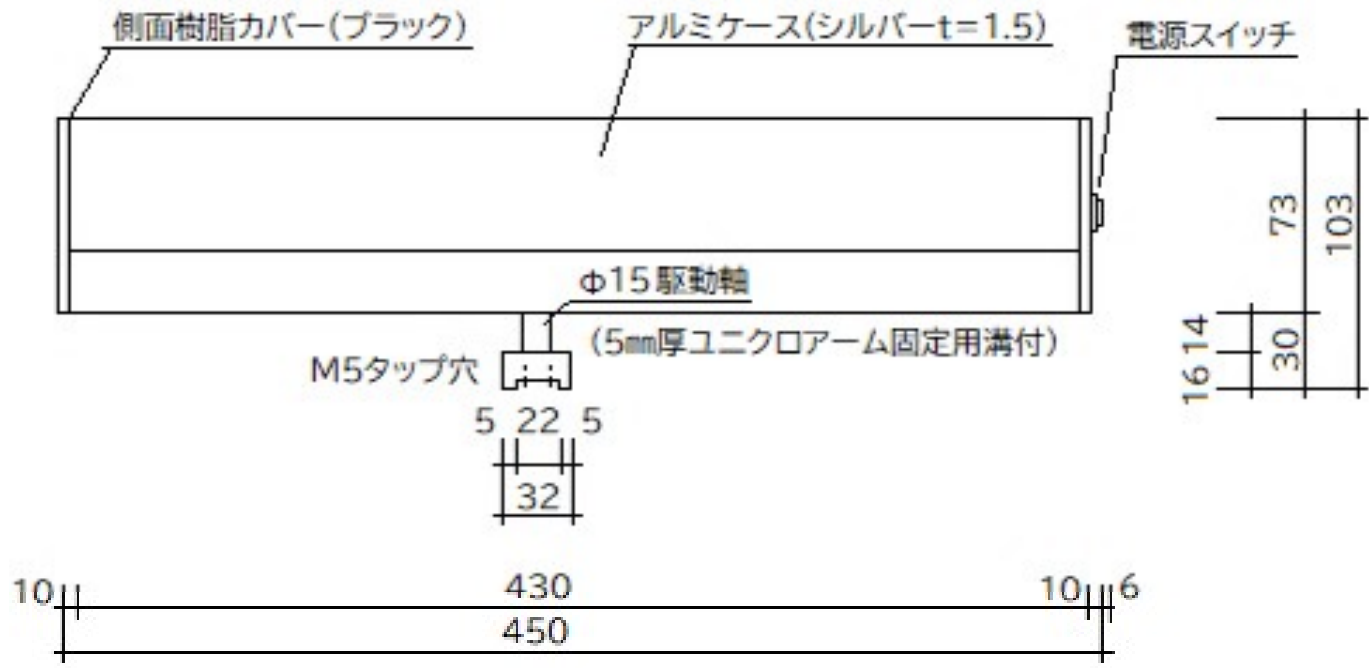 側面樹脂カバー(ブラック)
アルミケース(シルバーt=1.5)
電源スイッチ
73
103
Φ15駆動軸
(5㎜厚ユニクロアーム固定用溝付)
14
30
16
M5タップ穴
5 22 5
32
10 430 10 6
450